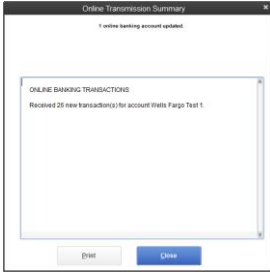 Online Transmission Summary
1 online banking account updated.
ONLINE BANKING TRANSACTIONS
Received 26 new transaction(s) for account Wells Fargo Test 1.
Print
Close